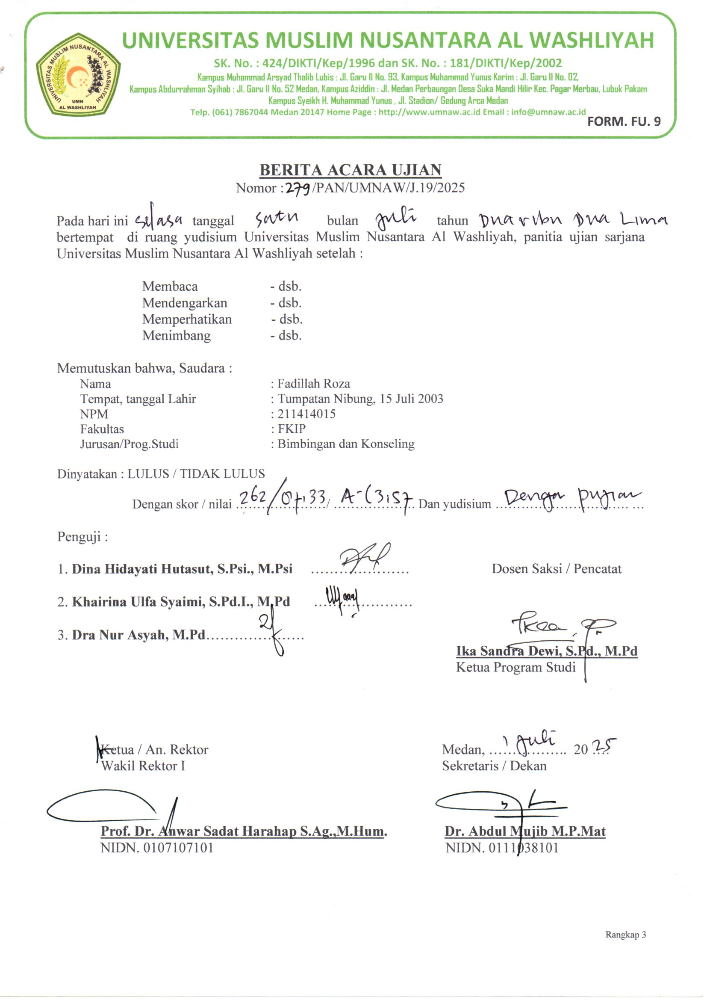 UNIVERSITAS MUSLIM NUSANTARA AL WASHLIYAH
UMN
AL WASHLIYAH
UNIVERSITAS MUSLIM NUSANTARA AL WASHLIYAH
SK. No. : 424/DIKTI/Kep/1996 dan SK. No. : 181/DIKTI/Kep/2002
Kampus Muhammad Arsyad Thalib Lubis : Jl. Garu II No. 93, Kampus Muhammad Yunus Karim : Jl. Garu II No. 02,
Kampus Abdurrahman Syihab : Jl. Garu II No. 52 Medan, Kampus Aziddin : Jl. Medan Perbaungan Desa Suka Mandi Hilir Kec. Pagar Merbau, Lubuk Pakam
Kampus Syeikh H. Muhammad Yunus , Jl. Stadion/ Gedung Arca Medan
Telp. (061) 7867044 Medan 20147 Home Page : http://www.umnaw.ac.id Email : info@umnaw.ac.id
FORM. FU. 9
BERITA ACARA UJIAN
Nomor : 279/PAN/UMNAW/J.19/2025
Pada hari ini selasa tanggal satu bulan juli tahun Dua ribu Dua Lima
bertempat di ruang yudisium Universitas Muslim Nusantara Al Washliyah, panitia ujian sarjana
Universitas Muslim Nusantara Al Washliyah setelah :
Membaca - dsb.
Mendengarkan - dsb.
Memperhatikan - dsb.
Menimbang - dsb.
Memutuskan bahwa, Saudara :
Nama : Fadillah Roza
Tempat, tanggal Lahir : Tumpatan Nibung, 15 Juli 2003
NPM : 211414015
Fakultas : FKIP
Jurusan/Prog.Studi : Bimbingan dan Konseling
Dinyatakan : LULUS / TIDAK LULUS
Dengan skor / nilai 262/ / A-(3,57 Dan yudisium Dengan pujian
Penguji :
1. Dina Hidayati Hutasut, S.Psi., M.Psi ........................ Dosen Saksi / Pencatat
2. Khairina Ulfa Syaimi, S.Pd.I., M.Pd ........................
3. Dra Nur Asyah, M.Pd........................
Ika Sandra Dewi, S.Pd., M.Pd
Ketua Program Studi
Ketua / An. Rektor
Wakil Rektor I
Medan, 1 juli 2025
Sekretaris / Dekan
Prof. Dr. Anwar Sadat Harahap S.Ag.,M.Hum.
NIDN. 0107107101
Dr. Abdul Mujib M.P.Mat
NIDN. 0111038101
Rangkap 3